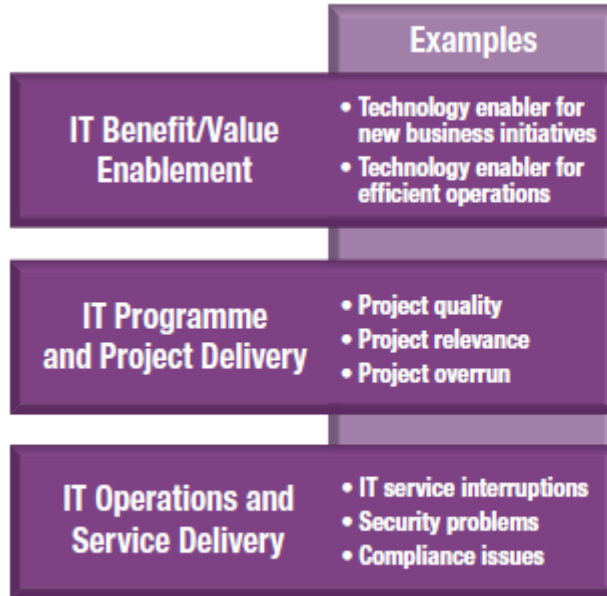 Examples
IT Benefit/Value
Enablement
• Technology enabler for
new business initiatives
• Technology enabler for
efficient operations
IT Programme
and Project Delivery
• Project quality
• Project relevance
• Project overrun
IT Operations and
Service Delivery
• IT service interruptions
• Security problems
• Compliance issues